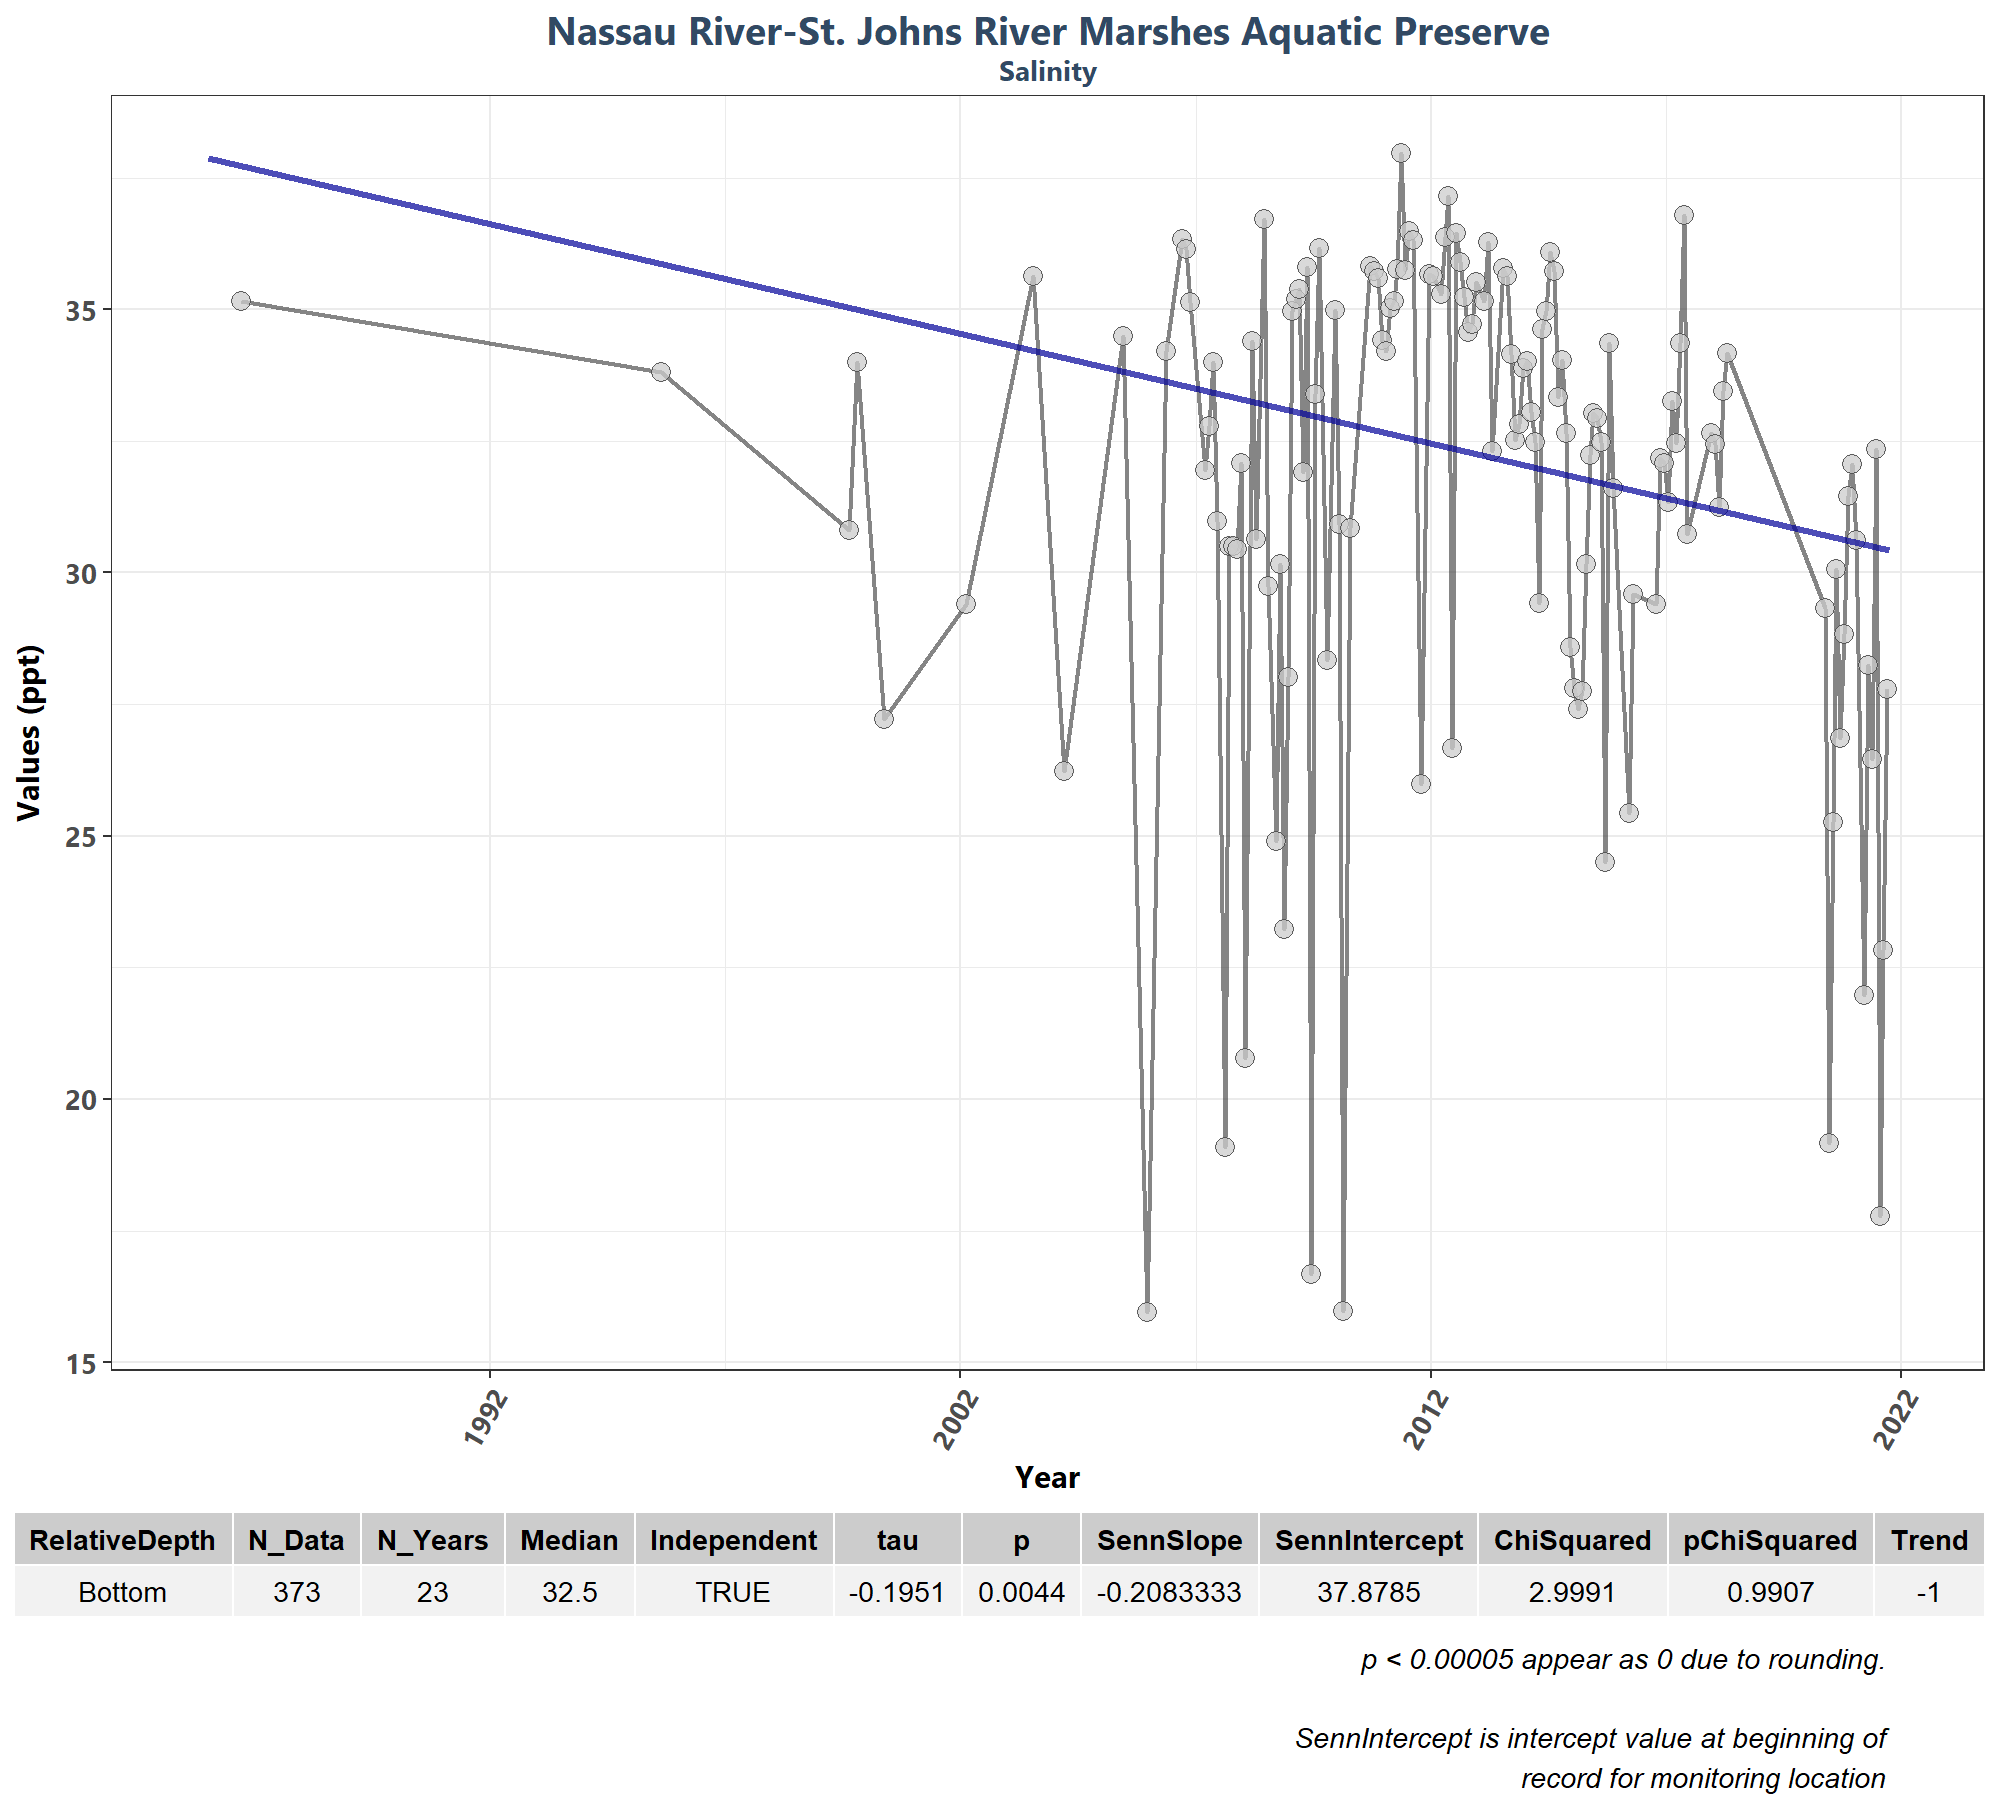 Nassau River-St. Johns River Marshes Aquatic Preserve
Salinity
Values (ppt)
35
30
25
20
15
1992
2002
2012
2022
Year
RelativeDepth N_Data N_Years Median Independent tau p SennSlope SennIntercept ChiSquared pChiSquared Trend
Bottom 373 23 32.5 TRUE -0.1951 0.0044 -0.2083333 37.8785 2.9991 0.9907 -1
p < 0.00005 appear as 0 due to rounding.
SennIntercept is intercept value at beginning of
record for monitoring location